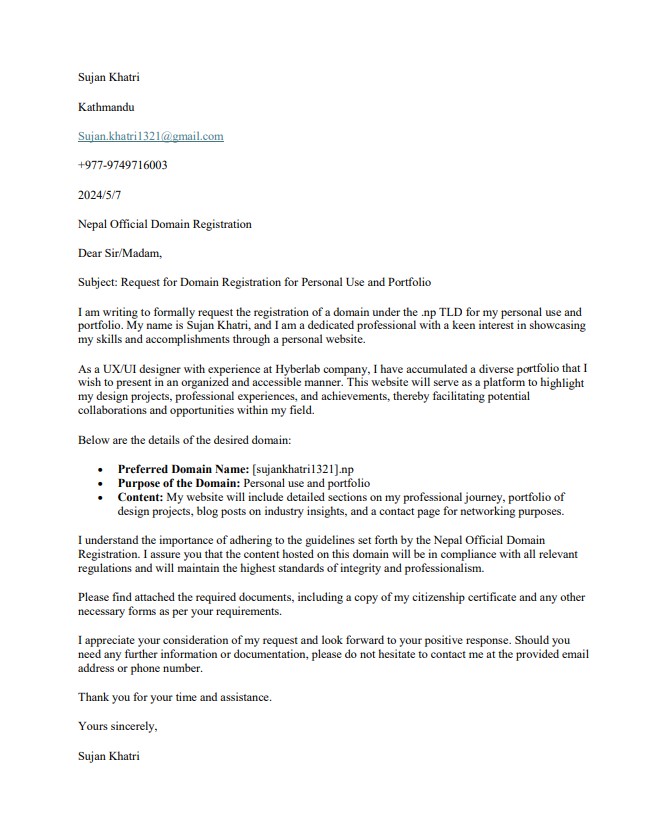 Sujan Khatri
Kathmandu
Sujan.khatri1321@gmail.com
+977-9749716003
2024/5/7
Nepal Official Domain Registration
Dear Sir/Madam,
Subject: Request for Domain Registration for Personal Use and Portfolio
I am writing to formally request the registration of a domain under the .np TLD for my personal use and
portfolio. My name is Sujan Khatri, and I am a dedicated professional with a keen interest in showcasing
my skills and accomplishments through a personal website.
As a UX/UI designer with experience at Hyberlab company, I have accumulated a diverse portfolio that I
wish to present in an organized and accessible manner. This website will serve as a platform to highlight
my design projects, professional experiences, and achievements, thereby facilitating potential
collaborations and opportunities within my field.
Below are the details of the desired domain:
• Preferred Domain Name: [sujankhatri1321].np
• Purpose of the Domain: Personal use and portfolio
• Content: My website will include detailed sections on my professional journey, portfolio of
design projects, blog posts on industry insights, and a contact page for networking purposes.
I understand the importance of adhering to the guidelines set forth by the Nepal Official Domain
Registration. I assure you that the content hosted on this domain will be in compliance with all relevant
regulations and will maintain the highest standards of integrity and professionalism.
Please find attached the required documents, including a copy of my citizenship certificate and any other
necessary forms as per your requirements.
I appreciate your consideration of my request and look forward to your positive response. Should you
need any further information or documentation, please do not hesitate to contact me at the provided email
address or phone number.
Thank you for your time and assistance.
Yours sincerely,
Sujan Khatri